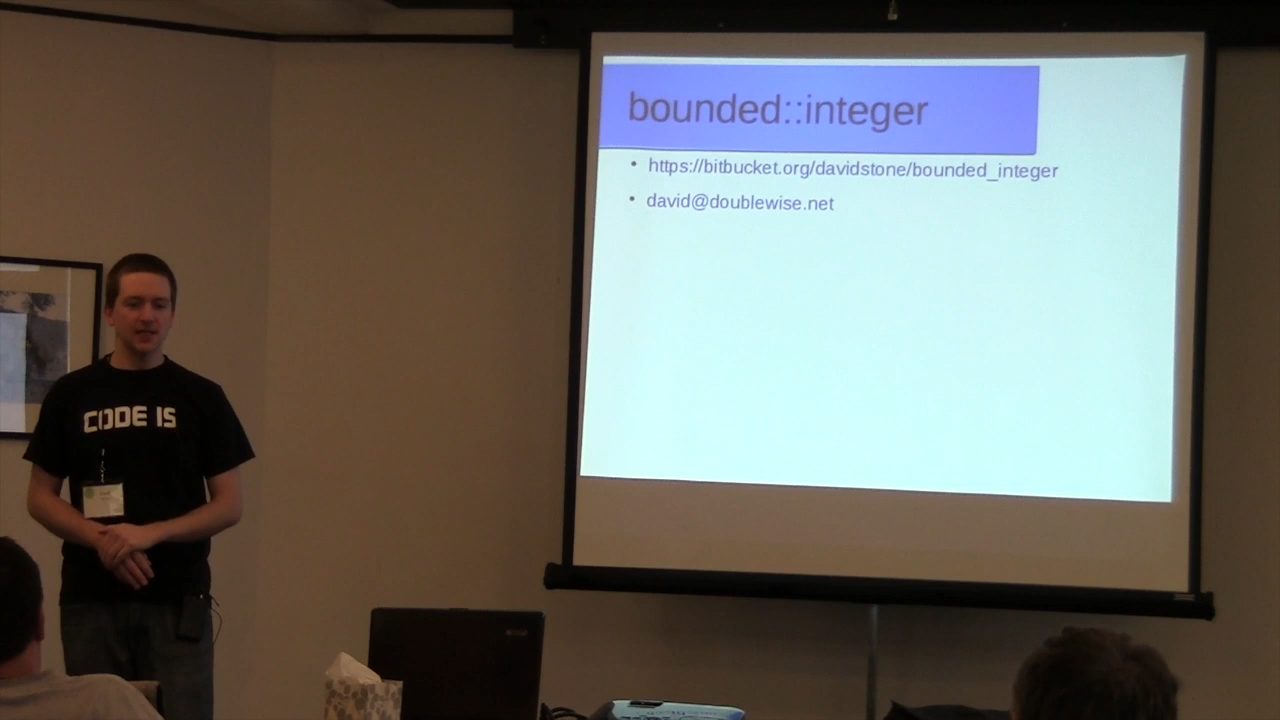 bounded::integer
https://bitbucket.org/davidstone/bounded_integer
david@doublewise.net
CODE IS